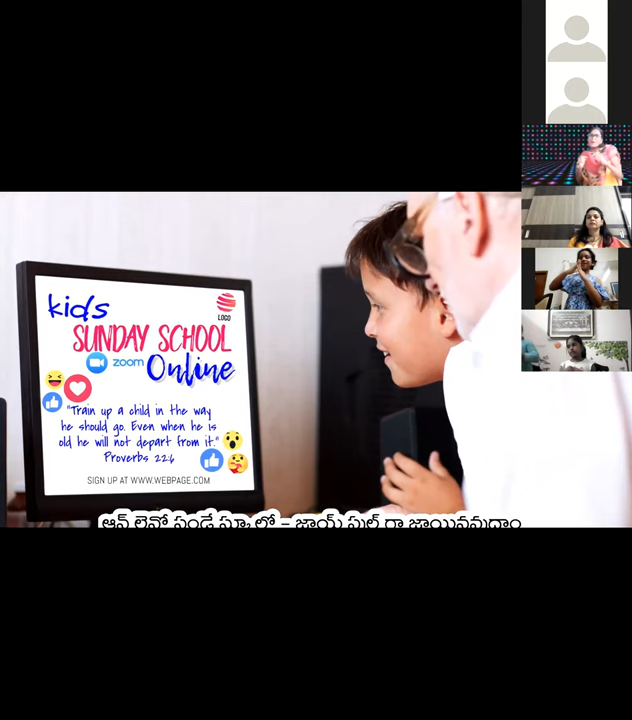 kids
SUNDAY SCHOOL
LOGO
zoom
Online
"Train up a child in the way
he should go. Even when he is
old he will not depart from it."
Proverbs 22:6
SIGN UP AT WWW.WEBPAGE.COM
ఆన్ లైన్లో సండే స్కూల్లో - జాయ్ ఫుల్ గా జాయినవుదాం